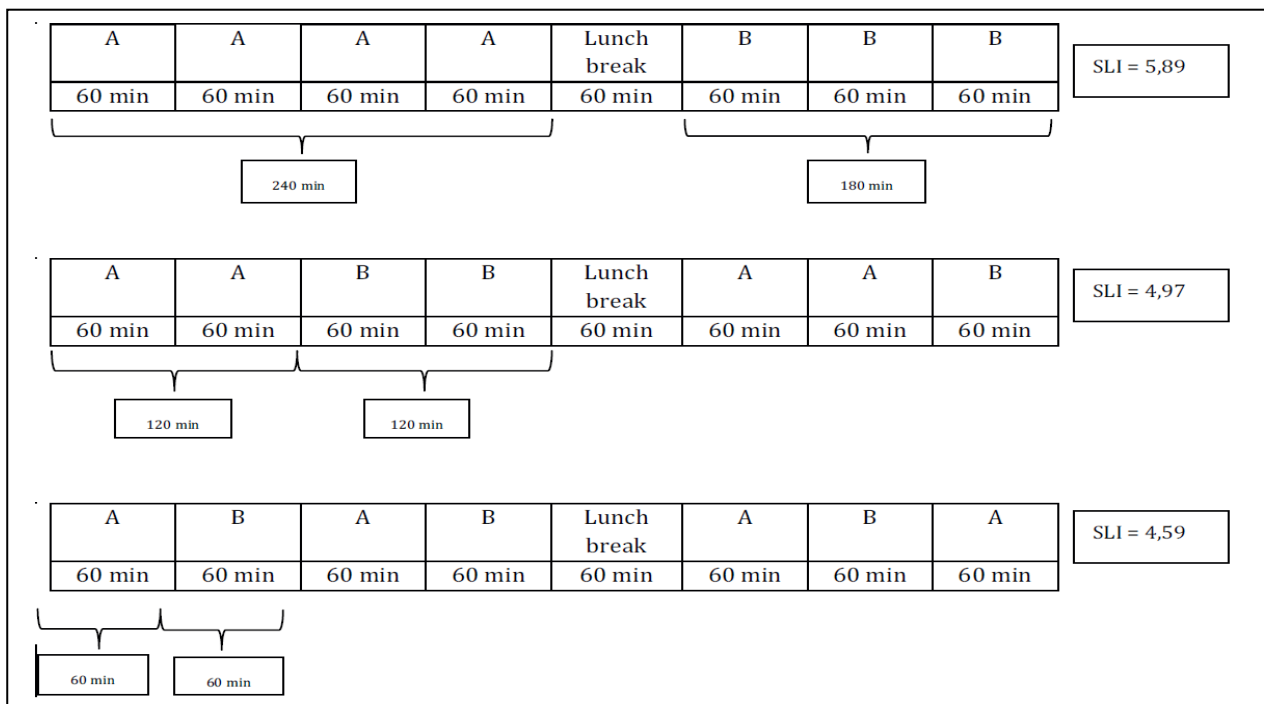 A A A A Lunch break B B B
SLI = 5,89
60 min 60 min 60 min 60 min 60 min 60 min 60 min 60 min
240 min 180 min
A A B B Lunch break A A B
SLI = 4,97
60 min 60 min 60 min 60 min 60 min 60 min 60 min 60 min
120 min 120 min
A B A B Lunch break A B A
SLI = 4,59
60 min 60 min 60 min 60 min 60 min 60 min 60 min 60 min
60 min 60 min